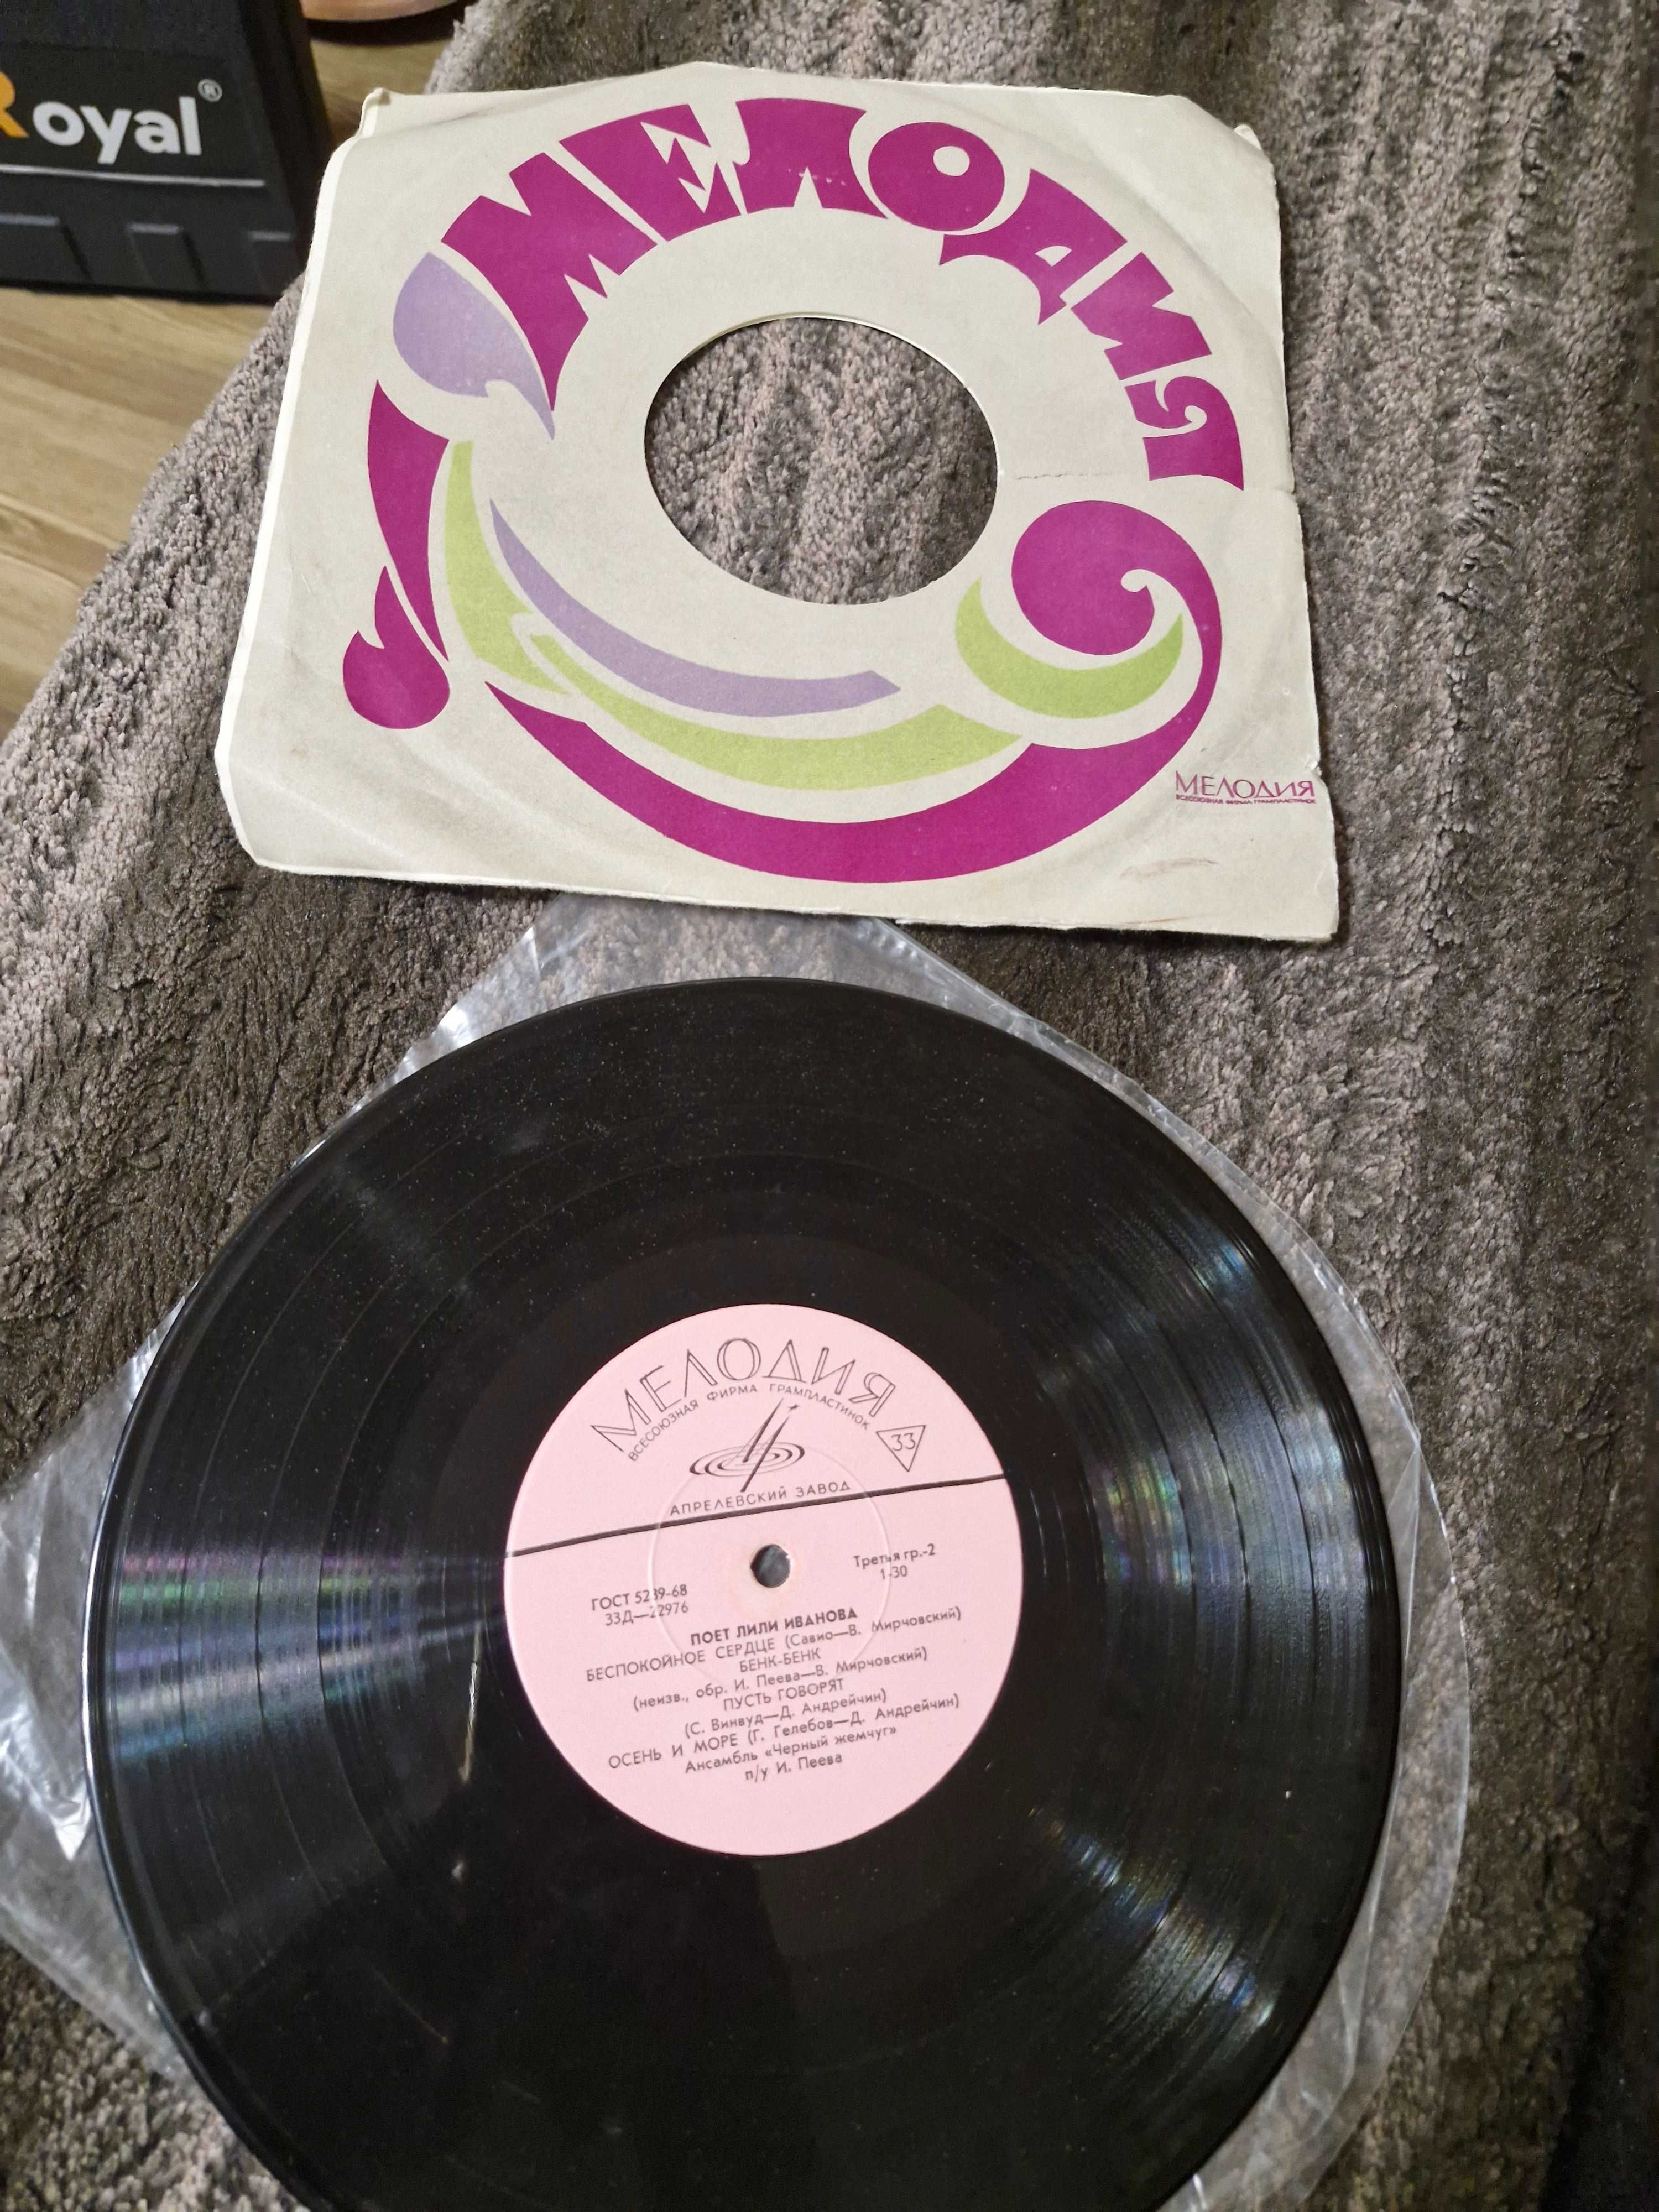 Royal®
МЕЛОДИЯ
МЕЛОДИЯ
ВСЕСОЮЗНАЯ ФИРМА ГРАМПЛАСТИНОК
МЕЛОДИЯ
ВСЕСОЮЗНАЯ ФИРМА ГРАМПЛАСТИНОК
33
АПРЕЛЕВСКИЙ ЗАВОД
ГОСТ 5289-68
Третья гр.-2
33Д—22976
1-30
ПОЕТ ЛИЛИ ИВАНОВА
БЕСПОКОЙНОЕ СЕРДЦЕ (Савио—В. Мирчовский)
БЕНК-БЕНК
(неизв., обр. И. Пеева—В. Мирчовский)
ПУСТЬ ГОВОРЯТ
(С. Винвуд—Д. Андрейчин)
ОСЕНЬ И МОРЕ (Г. Гелебов—Д. Андрейчин)
Ансамбль «Черный жемчуг»
п/у И. Пеева